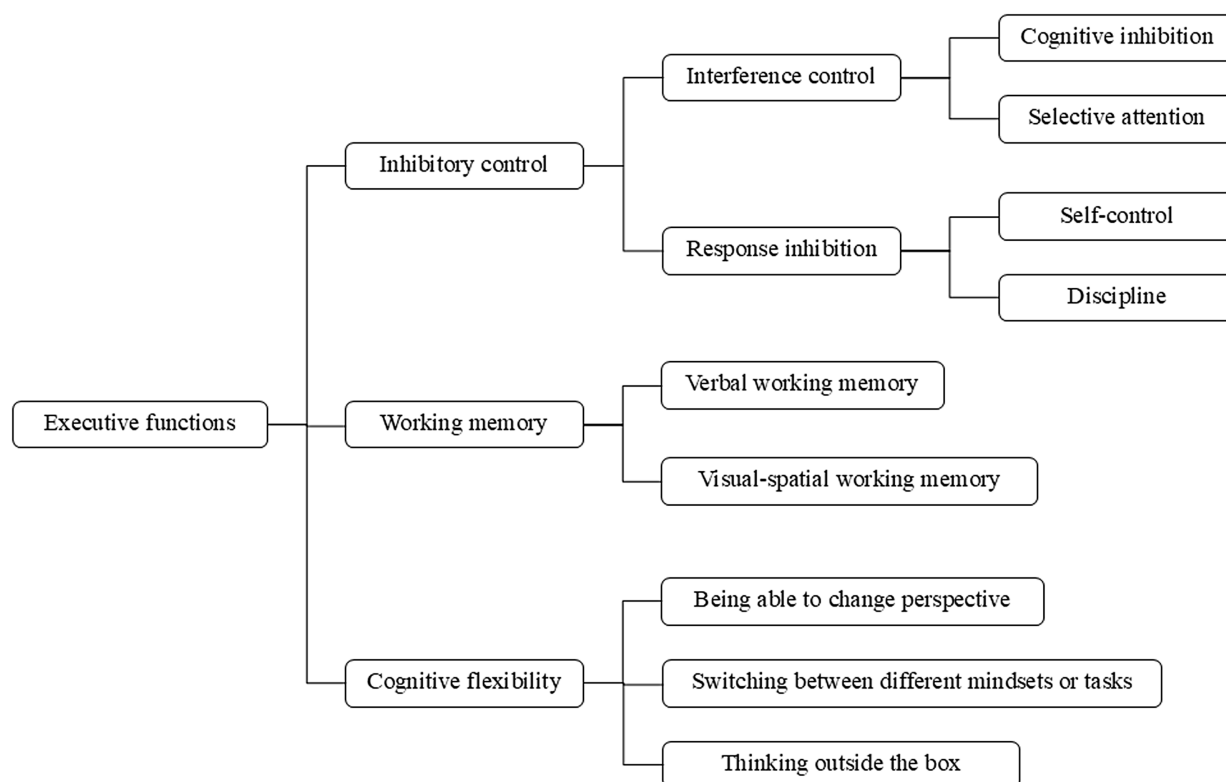 Executive functions
Inhibitory control
Interference control
Cognitive inhibition
Selective attention
Response inhibition
Self-control
Discipline
Working memory
Verbal working memory
Visual-spatial working memory
Cognitive flexibility
Being able to change perspective
Switching between different mindsets or tasks
Thinking outside the box